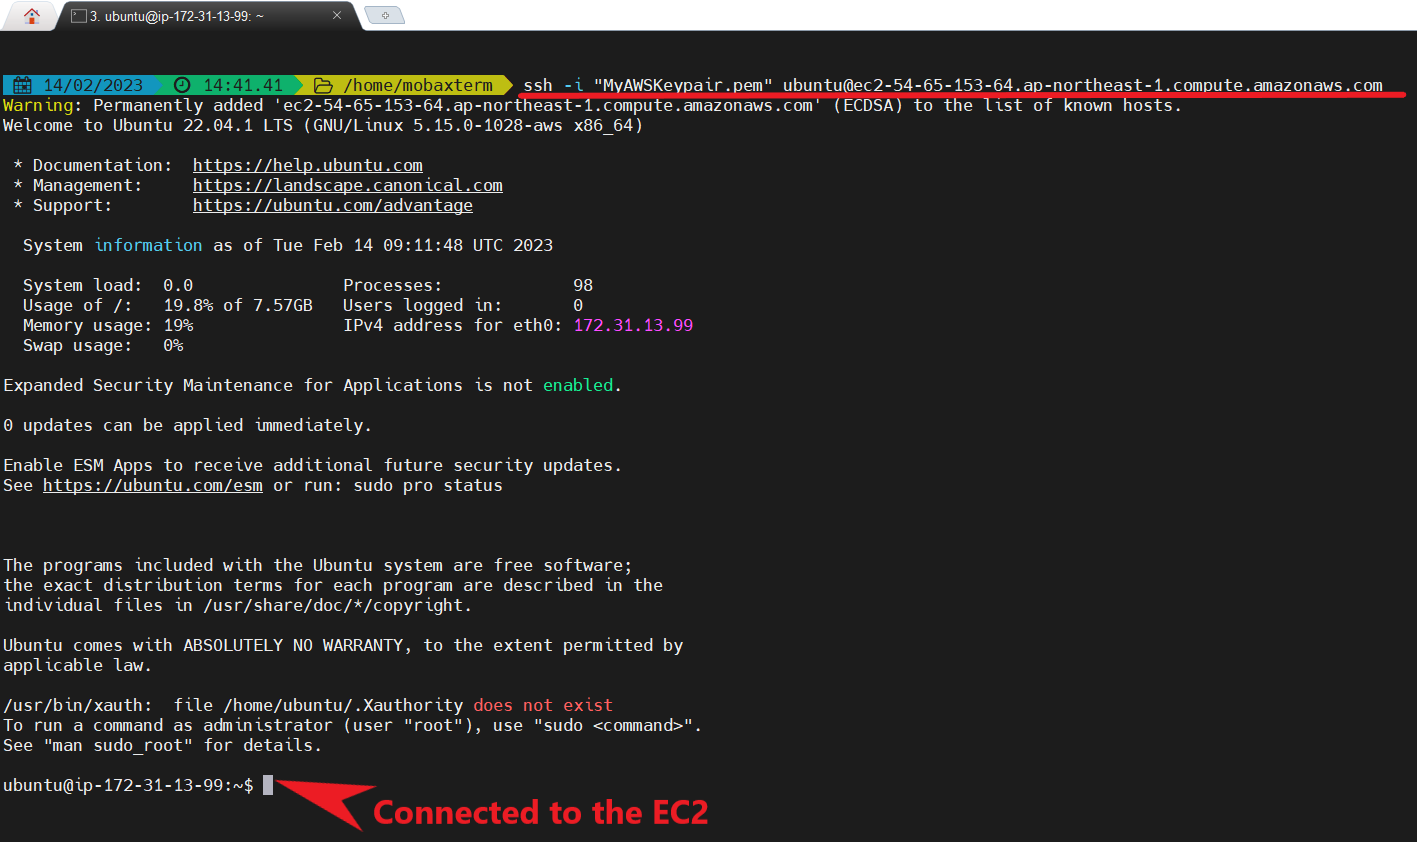 3. ubuntu@ip-172-31-13-99: ~
14/02/2023 14:41.41 /home/mobaxterm ssh -i "MyAWSKeypair.pem" ubuntu@ec2-54-65-153-64.ap-northeast-1.compute.amazonaws.com
Warning: Permanently added 'ec2-54-65-153-64.ap-northeast-1.compute.amazonaws.com' (ECDSA) to the list of known hosts.
Welcome to Ubuntu 22.04.1 LTS (GNU/Linux 5.15.0-1028-aws x86_64)
* Documentation: https://help.ubuntu.com
* Management: https://landscape.canonical.com
* Support: https://ubuntu.com/advantage
System information as of Tue Feb 14 09:11:48 UTC 2023
System load: 0.0 Processes: 98
Usage of /: 19.8% of 7.57GB Users logged in: 0
Memory usage: 19% IPv4 address for eth0: 172.31.13.99
Swap usage: 0%
Expanded Security Maintenance for Applications is not enabled.
0 updates can be applied immediately.
Enable ESM Apps to receive additional future security updates.
See https://ubuntu.com/esm or run: sudo pro status
The programs included with the Ubuntu system are free software;
the exact distribution terms for each program are described in the
individual files in /usr/share/doc/*/copyright.
Ubuntu comes with ABSOLUTELY NO WARRANTY, to the extent permitted by
applicable law.
/usr/bin/xauth: file /home/ubuntu/.Xauthority does not exist
To run a command as administrator (user "root"), use "sudo <command>".
See "man sudo_root" for details.
ubuntu@ip-172-31-13-99:~$
Connected to the EC2